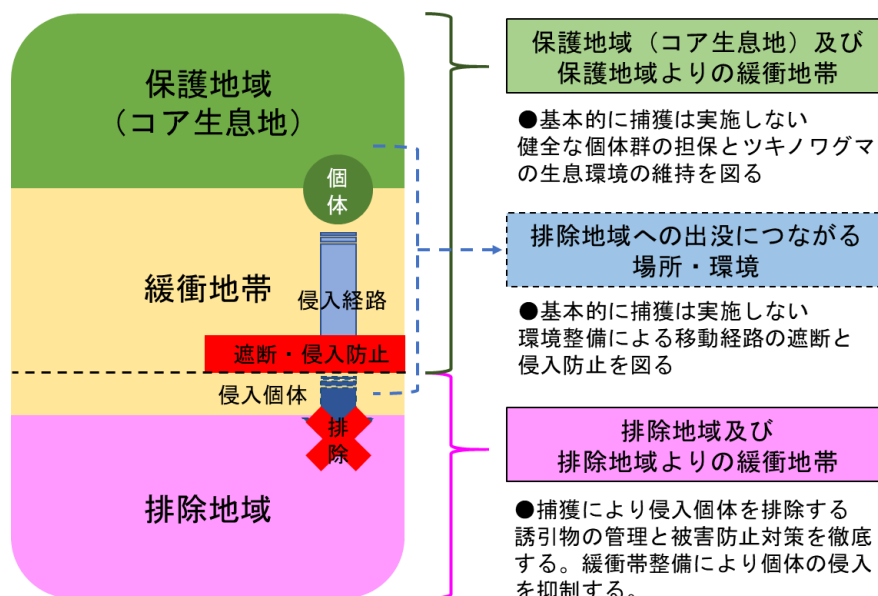 保護地域
（コア生息地）
個
体
緩衝地帯
侵入経路
遮断・侵入防止
侵入個体
排
除
排除地域
保護地域（コア生息地）及び
保護地域よりの緩衝地帯
●基本的に捕獲は実施しない
健全な個体群の担保とツキノワグマ
の生息環境の維持を図る
排除地域への出没につながる
場所・環境
●基本的に捕獲は実施しない
環境整備による移動経路の遮断と
侵入防止を図る
排除地域及び
排除地域よりの緩衝地帯
●捕獲により侵入個体を排除する
誘引物の管理と被害防止対策を徹底
する。緩衝帯整備により個体の侵入
を抑制する。